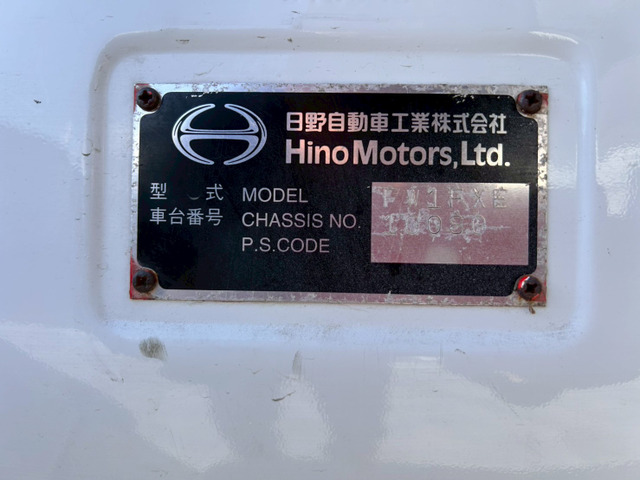 日野自動車工業株式会社
Hino Motors, Ltd.
型 式 MODEL
車台番号 CHASSIS NO.
P.S.CODE